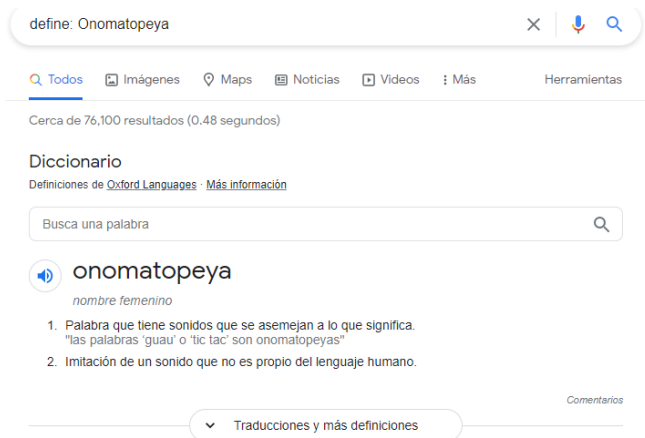 define: Onomatopeya
Todos Imágenes Maps Noticias Videos Más Herramientas
Cerca de 76,100 resultados (0.48 segundos)
Diccionario
Definiciones de Oxford Languages · Más información
Busca una palabra
onomatopeya
nombre femenino
1. Palabra que tiene sonidos que se asemejan a lo que significa.
"las palabras ‘guau’ o ‘tic tac’ son onomatopeyas"
2. Imitación de un sonido que no es propio del lenguaje humano.
Comentarios
Traducciones y más definiciones